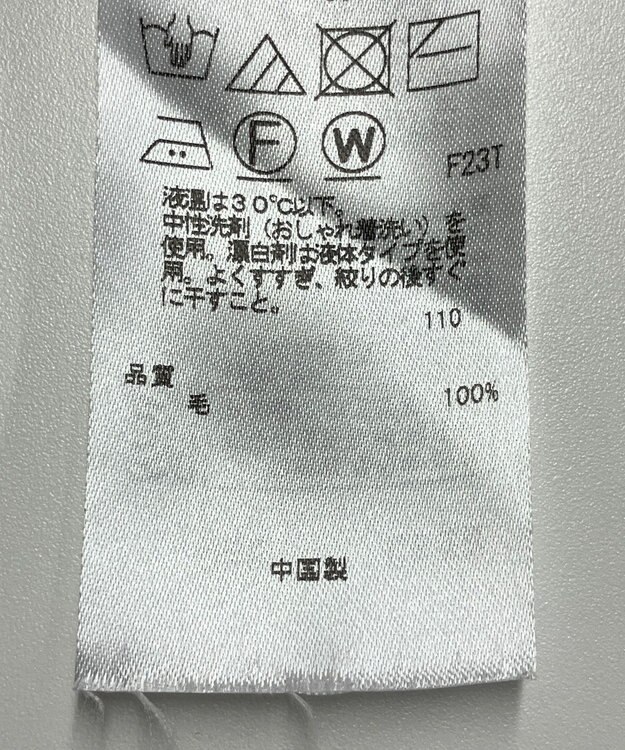 F W
F23T
液温は30℃以下。
中性洗剤（おしゃれ着洗い）を
使用。漂白剤は液体タイプを使
用。よくすすぎ、絞りの後すぐ
に干すこと。
110
品質
毛 100%
中国製